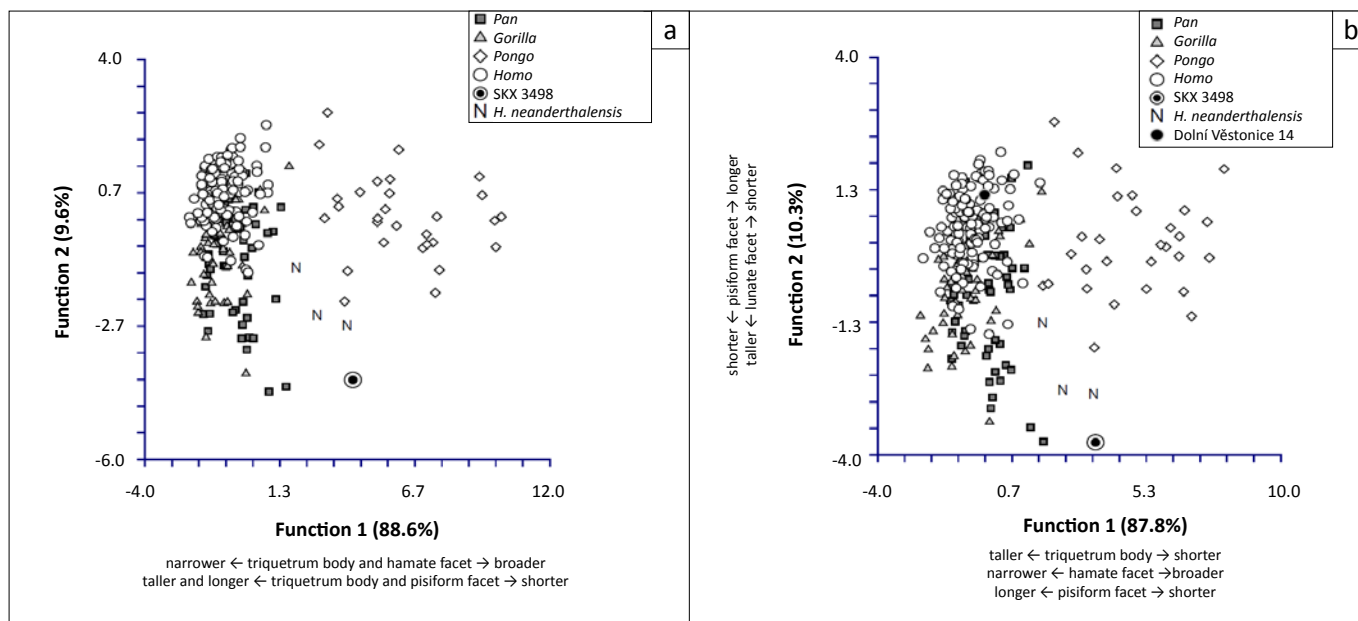 a
Pan
Gorilla
Pongo
Homo
SKX 3498
N H. neanderthalensis
4.0
0.7
-2.7
-6.0
Function 2 (9.6%)
N
N
N
-4.0 1.3 6.7 12.0
Function 1 (88.6%)
narrower ← triquetrum body and hamate facet → broader
taller and longer ← triquetrum body and pisiform facet → shorter
b
Pan
Gorilla
Pongo
Homo
SKX 3498
N H. neanderthalensis
Dolní Věstonice 14
4.0
1.3
-1.3
-4.0
shorter ← pisiform facet → longer
taller ← lunate facet → shorter
Function 2 (10.3%)
N
N N
-4.0 0.7 5.3 10.0
Function 1 (87.8%)
taller ← triquetrum body → shorter
narrower ← hamate facet →broader
longer ← pisiform facet → shorter